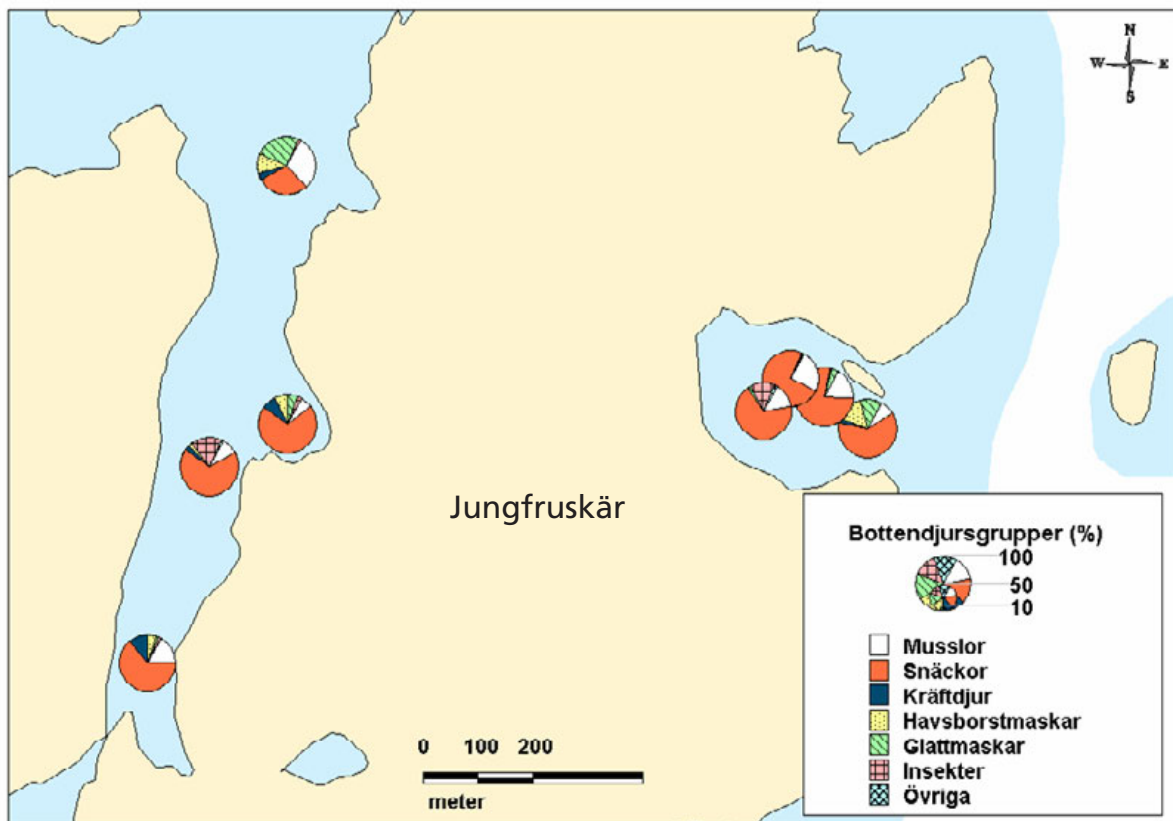 N
W E
S
Jungfruskär
Bottendjursgrupper (%)
100
50
10
Musslor
Snäckor
Kräftdjur
Havsborstmaskar
Glattmaskar
Insekter
Övriga
0 100 200
meter